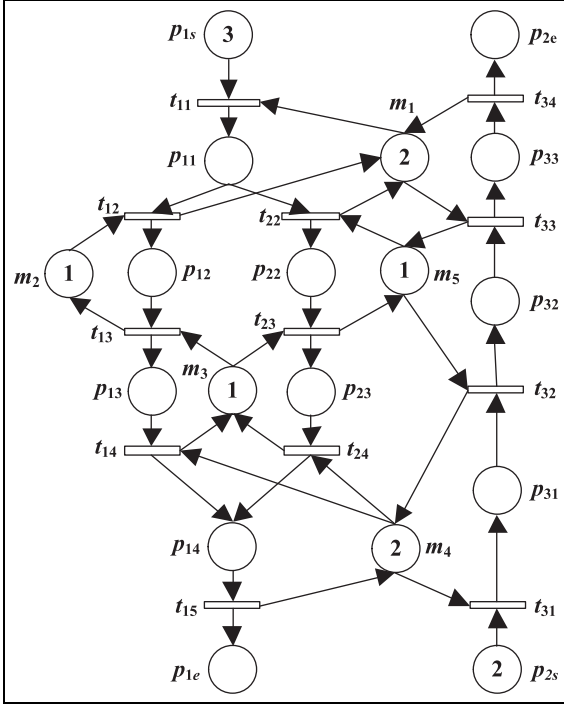 p1s 3 p2e
t11 m1 t34
p11 2 p33
t12 t22 t33
m2 1 p12 p22 1 m5 p32
t13 m3 t23
p13 1 p23 t32
t14 t24 p31
p14 2 m4
t15 t31
p1e 2 p2s